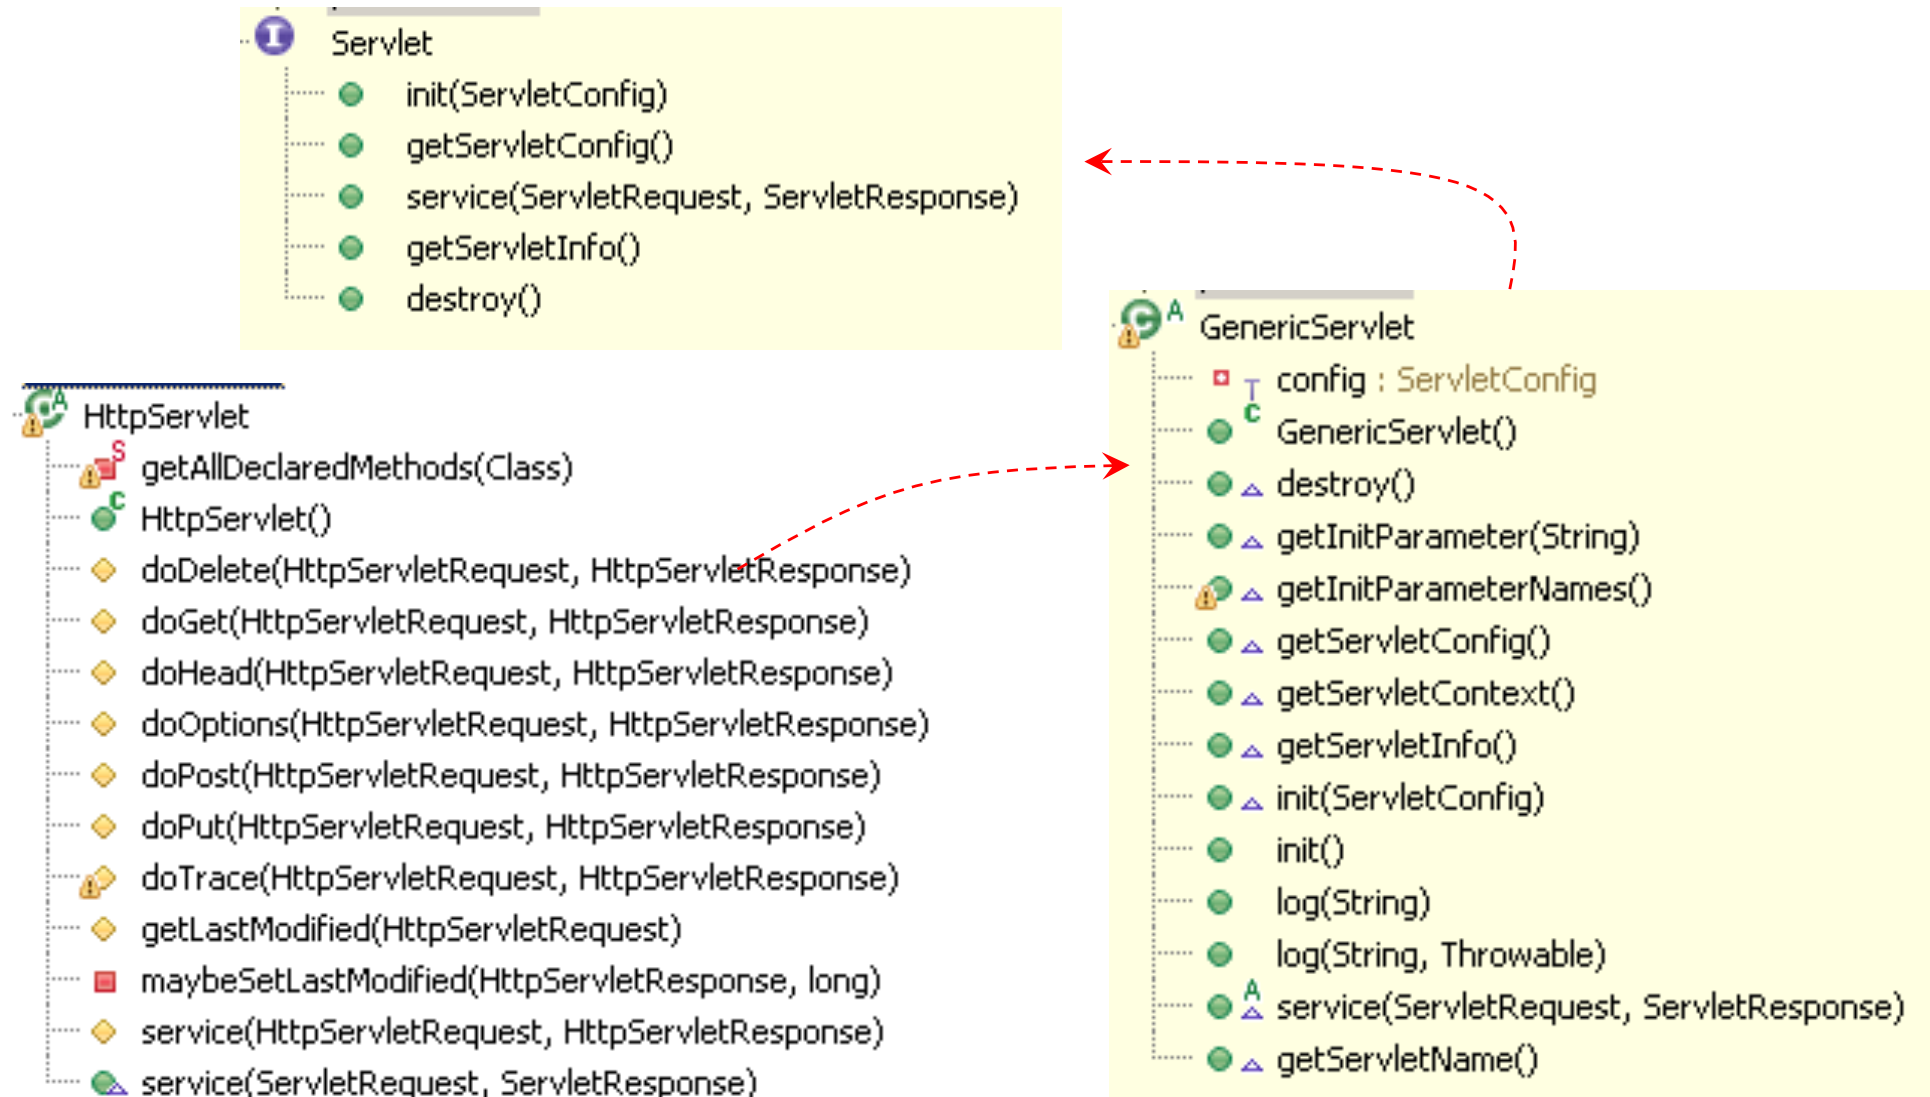 Servlet
init(ServletConfig)
getServletConfig()
service(ServletRequest, ServletResponse)
getServletInfo()
destroy()
HttpServlet
getAllDeclaredMethods(Class)
HttpServlet()
doDelete(HttpServletRequest, HttpServletResponse)
doGet(HttpServletRequest, HttpServletResponse)
doHead(HttpServletRequest, HttpServletResponse)
doOptions(HttpServletRequest, HttpServletResponse)
doPost(HttpServletRequest, HttpServletResponse)
doPut(HttpServletRequest, HttpServletResponse)
doTrace(HttpServletRequest, HttpServletResponse)
getLastModified(HttpServletRequest)
maybeSetLastModified(HttpServletResponse, long)
service(HttpServletRequest, HttpServletResponse)
service(ServletRequest, ServletResponse)
GenericServlet
config : ServletConfig
GenericServlet()
destroy()
getInitParameter(String)
getInitParameterNames()
getServletConfig()
getServletContext()
getServletInfo()
init(ServletConfig)
init()
log(String)
log(String, Throwable)
service(ServletRequest, ServletResponse)
getServletName()